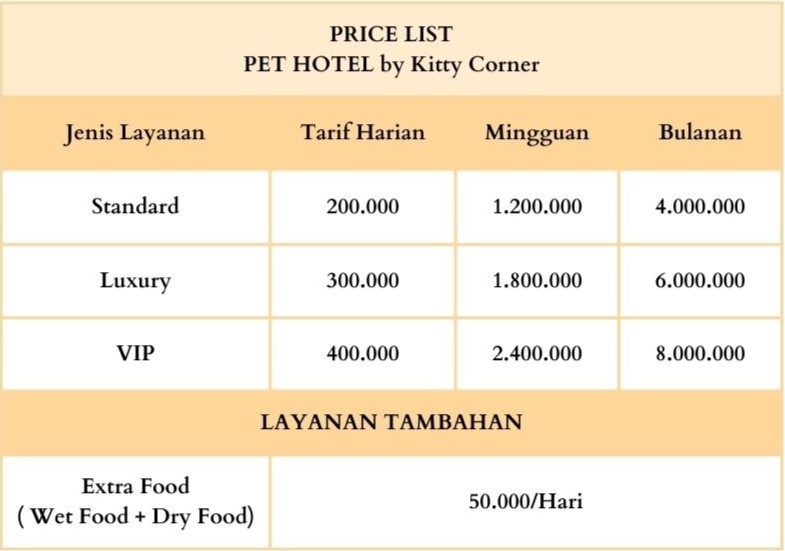 PRICE LIST
PET HOTEL by Kitty Corner
Jenis Layanan Tarif Harian Mingguan Bulanan
Standard 200.000 1.200.000 4.000.000
Luxury 300.000 1.800.000 6.000.000
VIP 400.000 2.400.000 8.000.000
LAYANAN TAMBAHAN
Extra Food
( Wet Food + Dry Food)
50.000/Hari